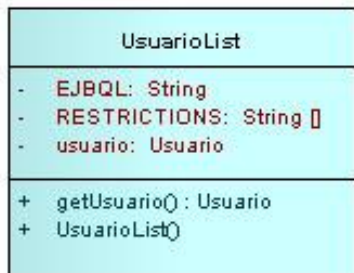 UsuarioList
- EJBQL: String
- RESTRICTIONS: String []
- usuario: Usuario
+ getUsuario() : Usuario
+ UsuarioList()